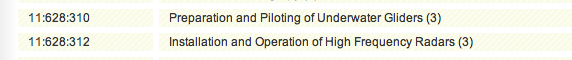 11:628:310 Preparation and Piloting of Underwater Gliders (3)
11:628:312 Installation and Operation of High Frequency Radars (3)